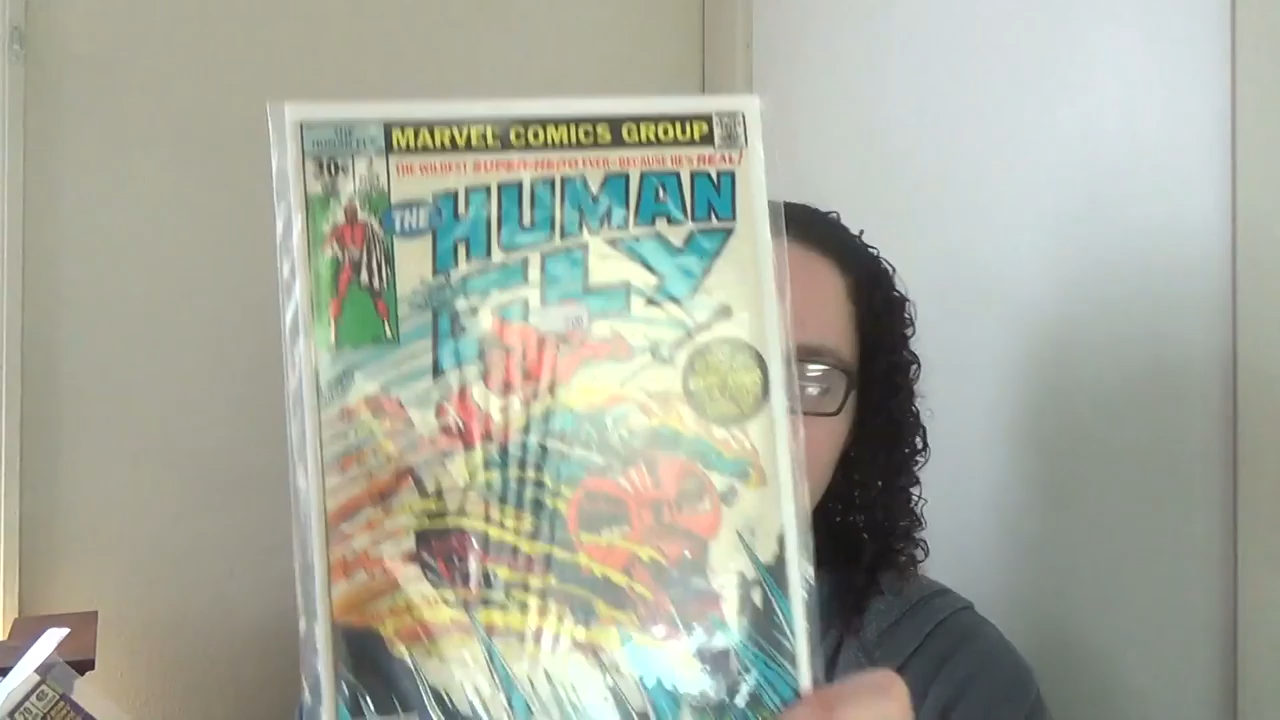 MARVEL COMICS GROUP
30¢
THE WILDEST SUPER-HERO EVER—BECAUSE HE'S REAL!
THE HUMAN
FLY